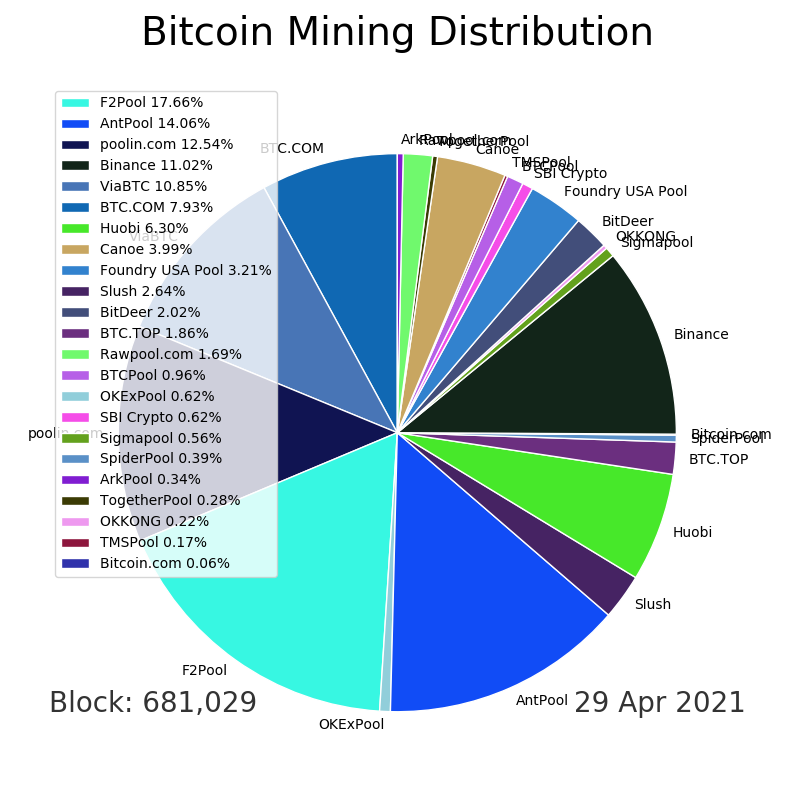 Bitcoin Mining Distribution
F2Pool 17.66%
AntPool 14.06%
poolin.com 12.54%
Binance 11.02%
ViaBTC 10.85%
BTC.COM 7.93%
Huobi 6.30%
Canoe 3.99%
Foundry USA Pool 3.21%
Slush 2.64%
BitDeer 2.02%
BTC.TOP 1.86%
Rawpool.com 1.69%
BTCPool 0.96%
OKExPool 0.62%
SBI Crypto 0.62%
Sigmapool 0.56%
SpiderPool 0.39%
ArkPool 0.34%
TogetherPool 0.28%
OKKONG 0.22%
TMSPool 0.17%
Bitcoin.com 0.06%
ArkPool
Rawpool.com
TogetherPool
Canoe
TMSPool
BTCPool
SBI Crypto
Foundry USA Pool
BitDeer
OKKONG
Sigmapool
Binance
Bitcoin.com
SpiderPool
BTC.TOP
Huobi
Slush
AntPool
OKExPool
F2Pool
poolin.com
ViaBTC
BTC.COM
Block: 681,029
29 Apr 2021